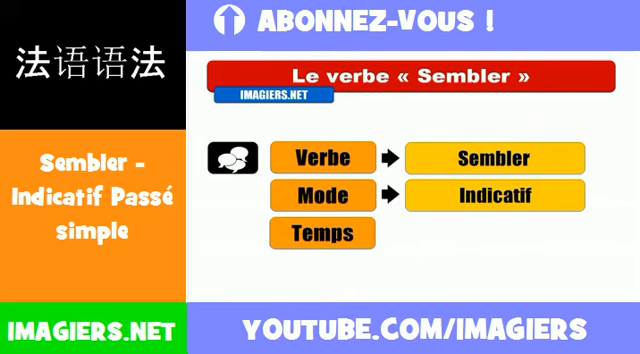 法语语法
Sembler -
Indicatif Passé
simple
IMAGIERS.NET
ABONNEZ-VOUS !
Le verbe « Sembler »
IMAGIERS.NET
Verbe
Sembler
Mode
Indicatif
Temps
YOUTUBE.COM/IMAGIERS